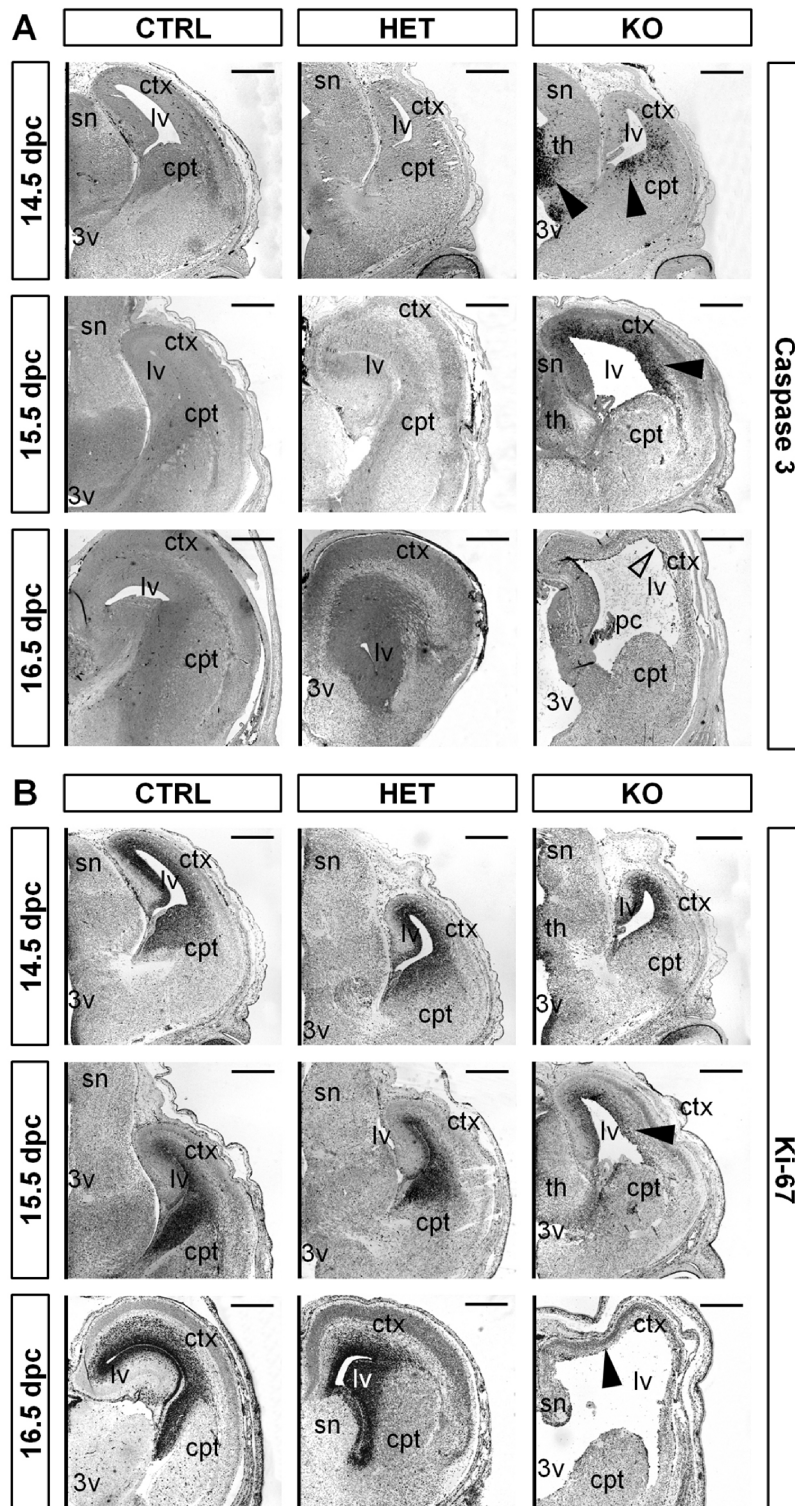 A CTRL HET KO
14.5 dpc
ctx
sn
lv
cpt
3v
ctx
lv
cpt
sn
ctx
lv
th
cpt
3v
15.5 dpc
sn
ctx
lv
cpt
3v
ctx
lv
cpt
ctx
sn
lv
th
cpt
16.5 dpc
ctx
lv
cpt
ctx
lv
3v
ctx
lv
pc
cpt
3v
Caspase 3
B CTRL HET KO
14.5 dpc
sn
ctx
lv
cpt
3v
sn
lv
ctx
cpt
3v
sn
lv
ctx
th
cpt
3v
15.5 dpc
sn
ctx
3v
lv
cpt
lv
ctx
cpt
ctx
lv
th
cpt
3v
16.5 dpc
ctx
lv
cpt
3v
ctx
lv
sn
cpt
ctx
lv
sn
3v
cpt
Ki-67